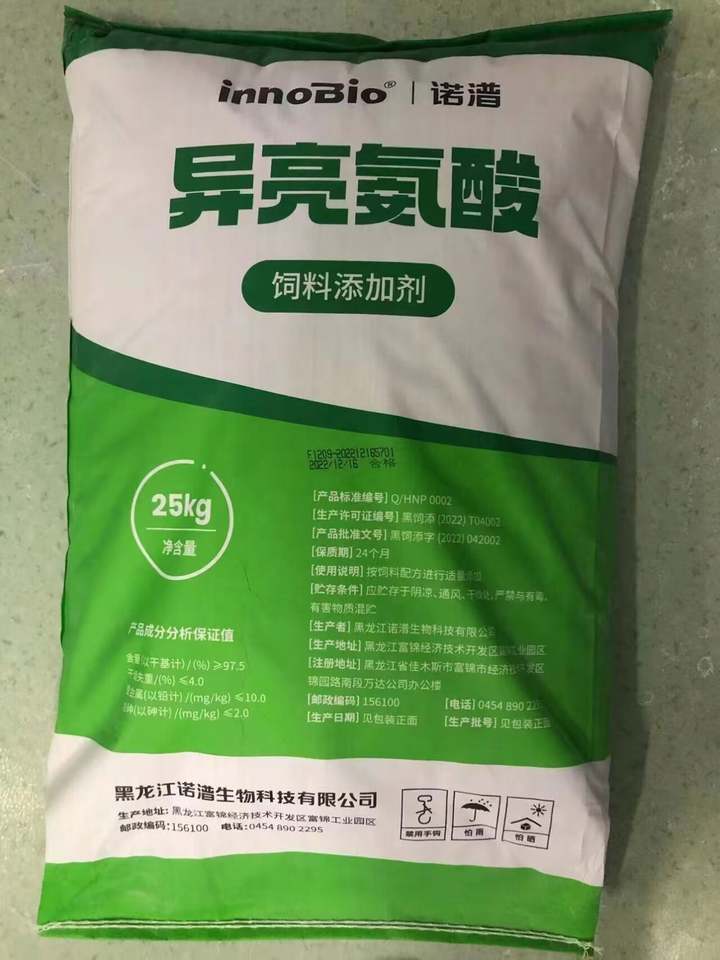 innoBio® | 诺潽
异亮氨酸
饲料添加剂
F1209-202212165701
2022/12/16 合格
25kg
净含量
[产品标准编号] Q/HNP 0002
[生产许可证编号] 黑饲添 (2022) T04002
[产品批准文号] 黑饲添字 (2022) 042002
[保质期] 24个月
[使用说明] 按饲料配方进行适量添加
[贮存条件] 应贮存于阴凉、通风、干燥处，严禁与有毒、
有害物质混贮
[生产者] 黑龙江诺潽生物科技有限公司
[生产地址] 黑龙江富锦经济技术开发区富锦工业园区
[注册地址] 黑龙江省佳木斯市富锦市经济技术开发区
锦园路南段万达公司办公楼
[邮政编码] 156100 [电话] 0454 890 22
[生产日期] 见包装正面 [生产批号] 见包装正面
产品成分分析保证值
含量(以干基计) / (%) ≥97.5
失重/(%) ≤4.0
金属(以铅计) /(mg/kg) ≤10.0
砷(以砷计) /(mg/kg) ≤2.0
黑龙江诺潽生物科技有限公司
生产地址: 黑龙江富锦经济技术开发区富锦工业园区
邮政编码:156100 电话:0454 890 2295
禁用手钩 怕雨 怕晒